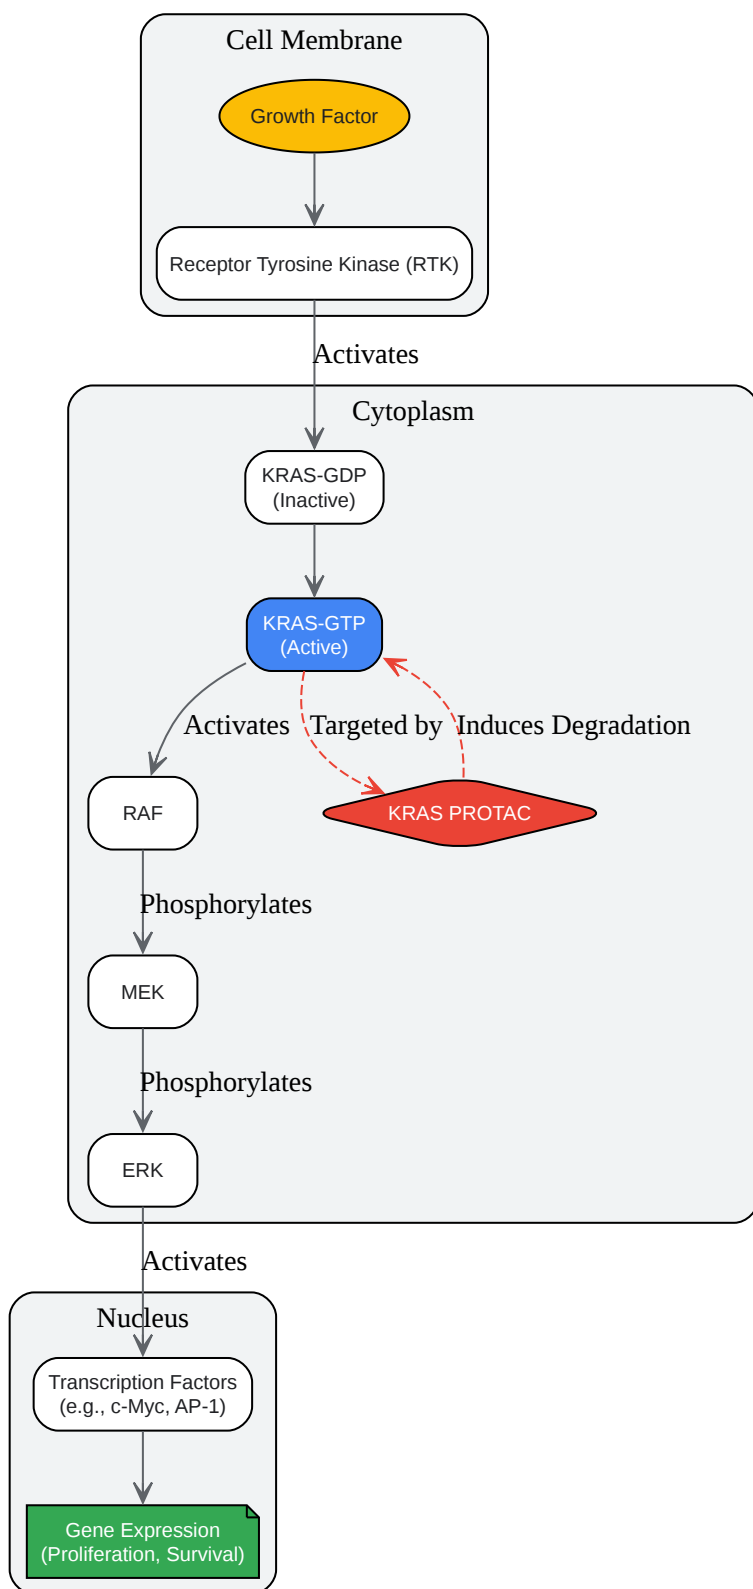 Cell Membrane
Growth Factor
Receptor Tyrosine Kinase (RTK)
Activates
Cytoplasm
KRAS-GDP
(Inactive)
KRAS-GTP
(Active)
Activates
Targeted by
Induces Degradation
RAF
KRAS PROTAC
Phosphorylates
MEK
Phosphorylates
ERK
Activates
Nucleus
Transcription Factors
(e.g., c-Myc, AP-1)
Gene Expression
(Proliferation, Survival)